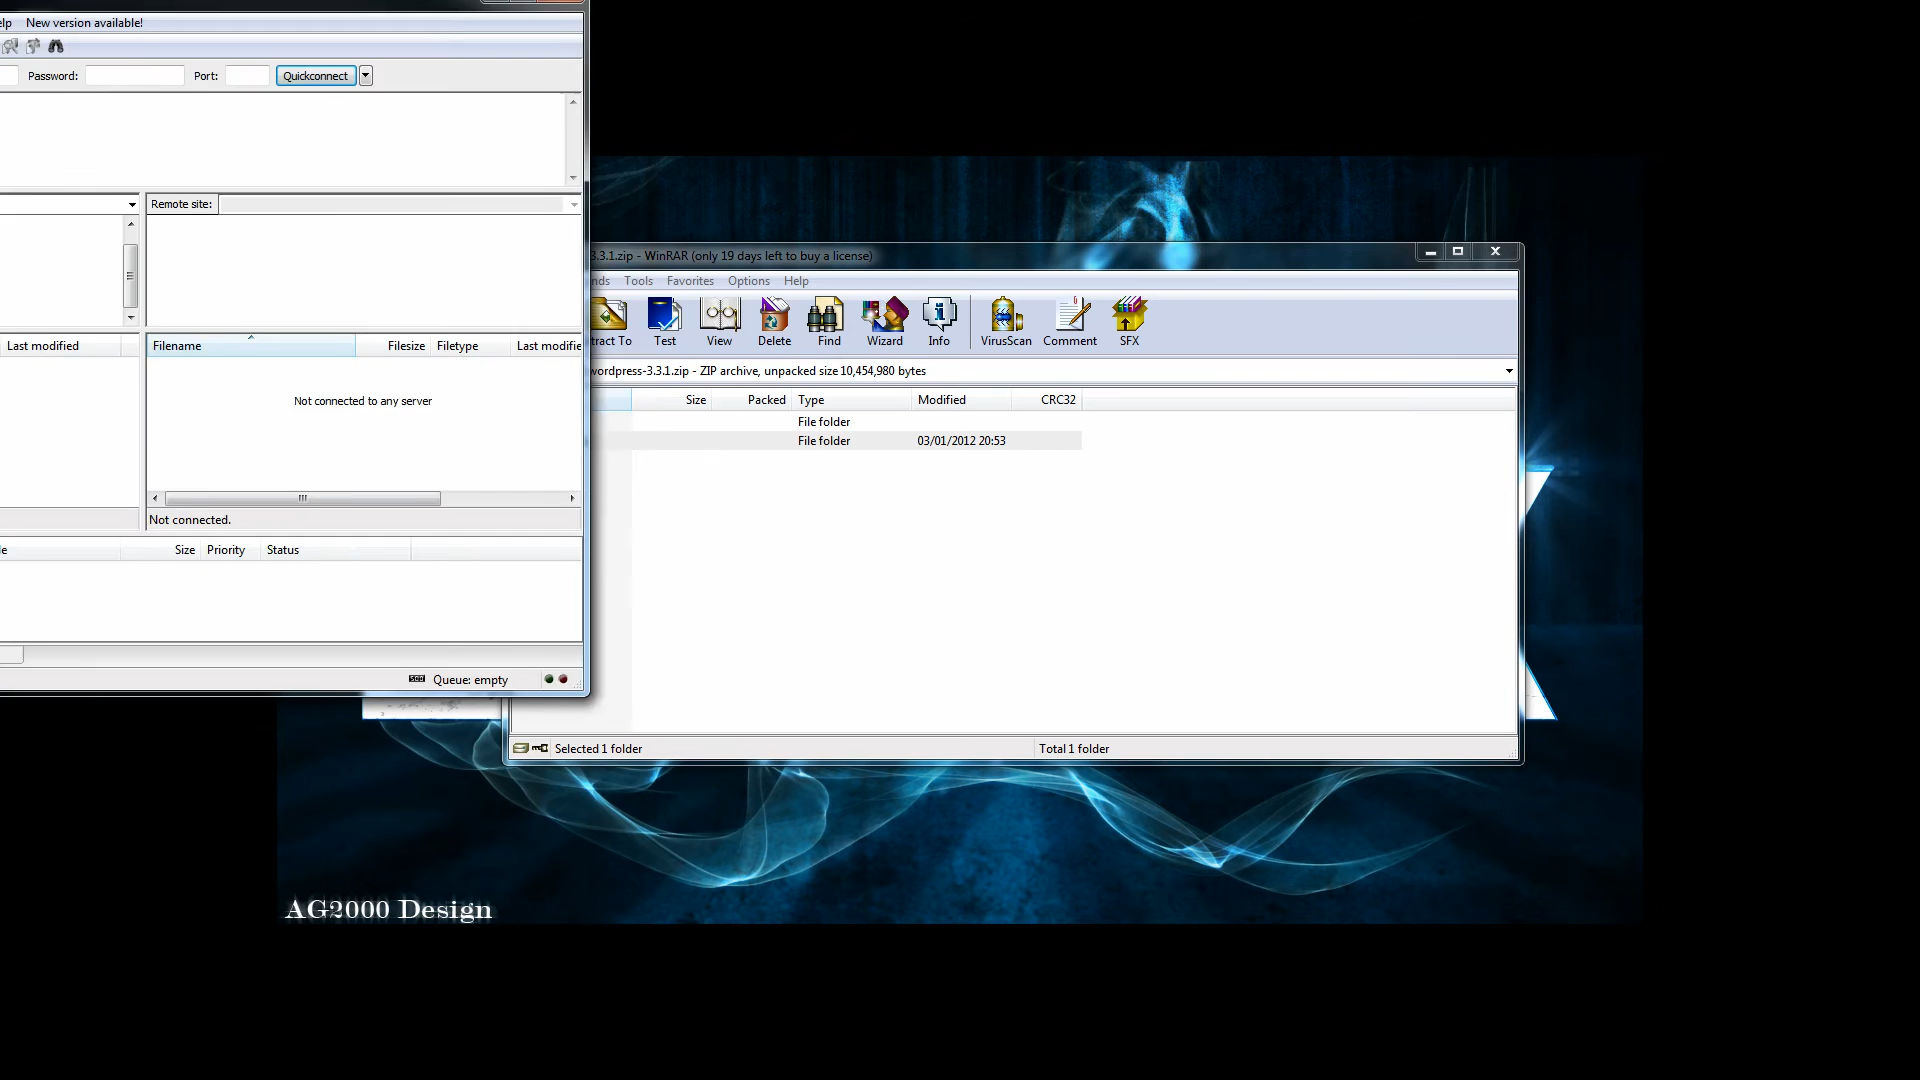 elp New version available!
Password: Port: Quickconnect
Remote site:
Last modified
Filename Filesize Filetype Last modifie
Not connected to any server
Not connected.
e Size Priority Status
Queue: empty
3.3.1.zip - WinRAR (only 19 days left to buy a license)
nds Tools Favorites Options Help
tract To Test View Delete Find Wizard Info VirusScan Comment SFX
wordpress-3.3.1.zip - ZIP archive, unpacked size 10,454,980 bytes
Size Packed Type Modified CRC32
File folder
File folder 03/01/2012 20:53
Selected 1 folder Total 1 folder
AG2000 Design